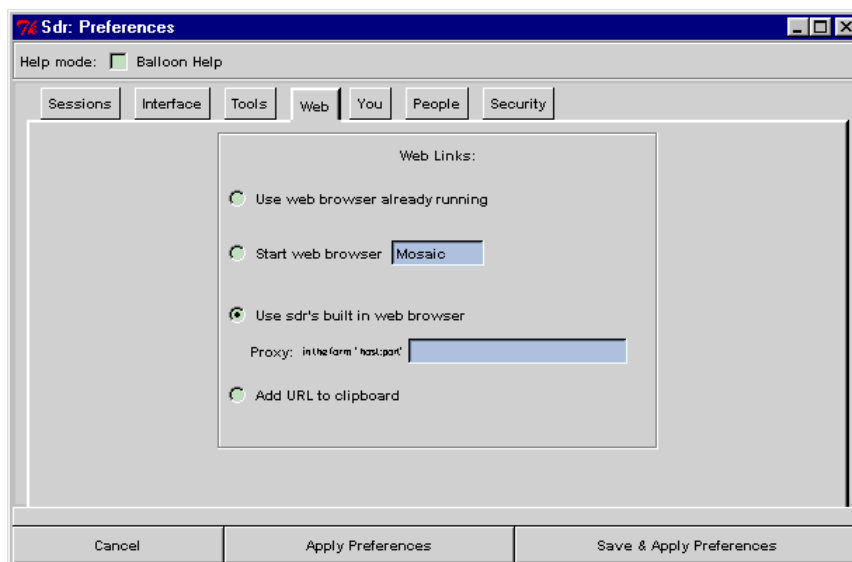 Sdr: Preferences
Help mode: Balloon Help
Sessions Interface Tools Web You People Security
Web Links:
Use web browser already running
Start web browser Mosaic
Use sdr's built in web browser
Proxy: in the form "host:port"
Add URL to clipboard
Cancel Apply Preferences Save & Apply Preferences